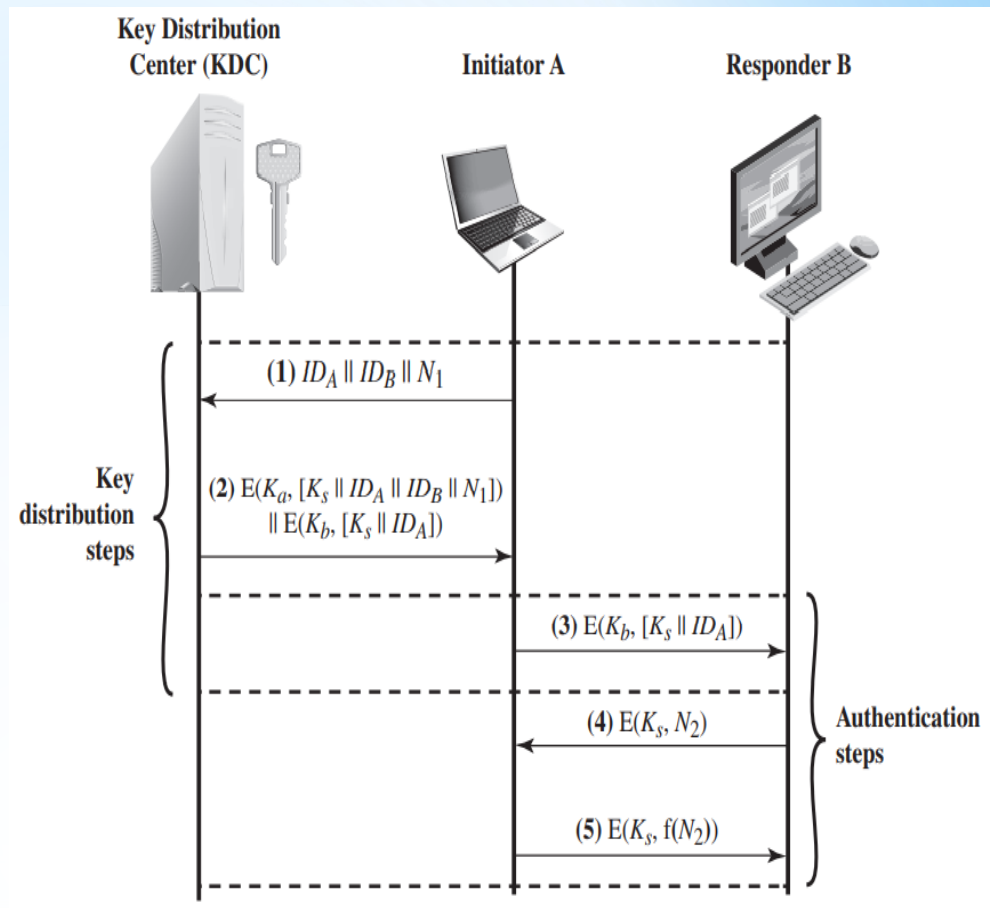 Key Distribution
Center (KDC)
Initiator A
Responder B
(1) ID_A || ID_B || N_1
Key
distribution
steps
(2) E(K_a, [K_s || ID_A || ID_B || N_1])
|| E(K_b, [K_s || ID_A])
(3) E(K_b, [K_s || ID_A])
(4) E(K_s, N_2)
Authentication
steps
(5) E(K_s, f(N_2))